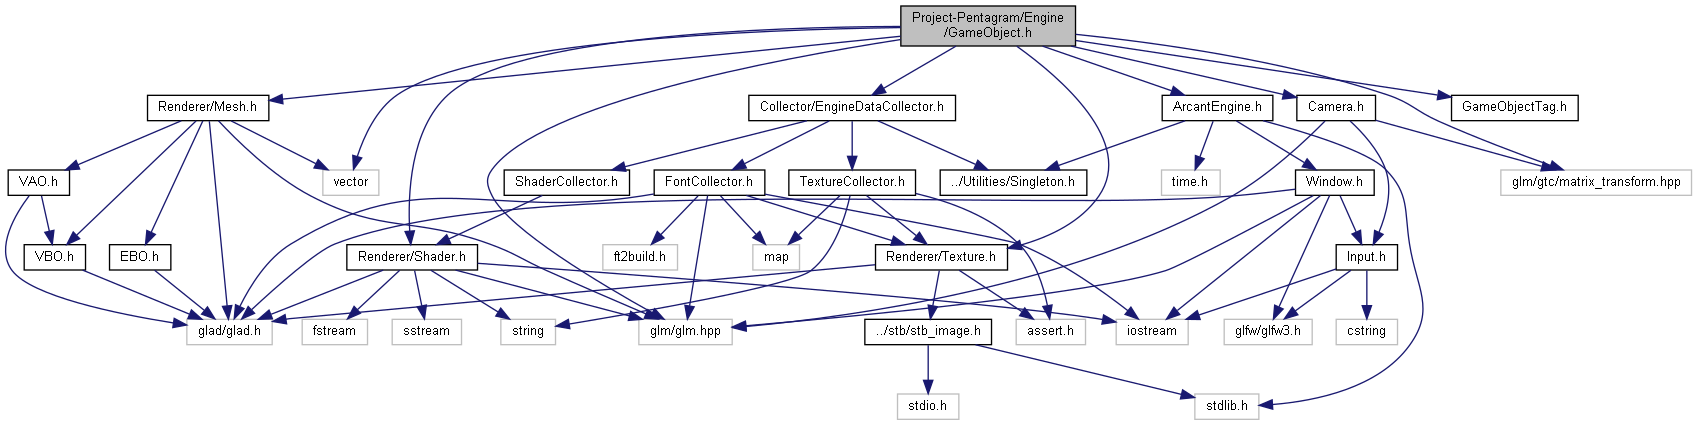 Project-Pentagram/Engine
/GameObject.h
Renderer/Mesh.h
Collector/EngineDataCollector.h
ArcantEngine.h
Camera.h
GameObjectTag.h
VAO.h
vector
ShaderCollector.h
FontCollector.h
TextureCollector.h
../Utilities/Singleton.h
time.h
Window.h
glm/gtc/matrix_transform.hpp
VBO.h
EBO.h
Renderer/Shader.h
ft2build.h
map
Renderer/Texture.h
Input.h
glad/glad.h
fstream
sstream
string
glm/glm.hpp
../stb/stb_image.h
assert.h
iostream
glfw/glfw3.h
cstring
stdio.h
stdlib.h